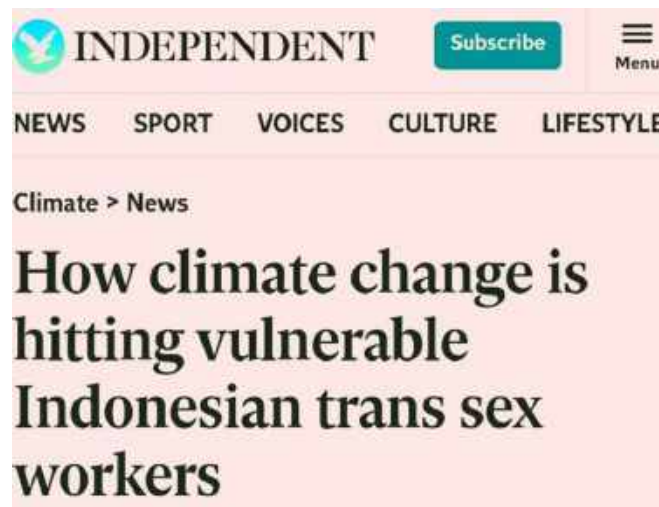 INDEPENDENT Subscribe
Menu
NEWS SPORT VOICES CULTURE LIFESTYLE
Climate > News
How climate change is
hitting vulnerable
Indonesian trans sex
workers